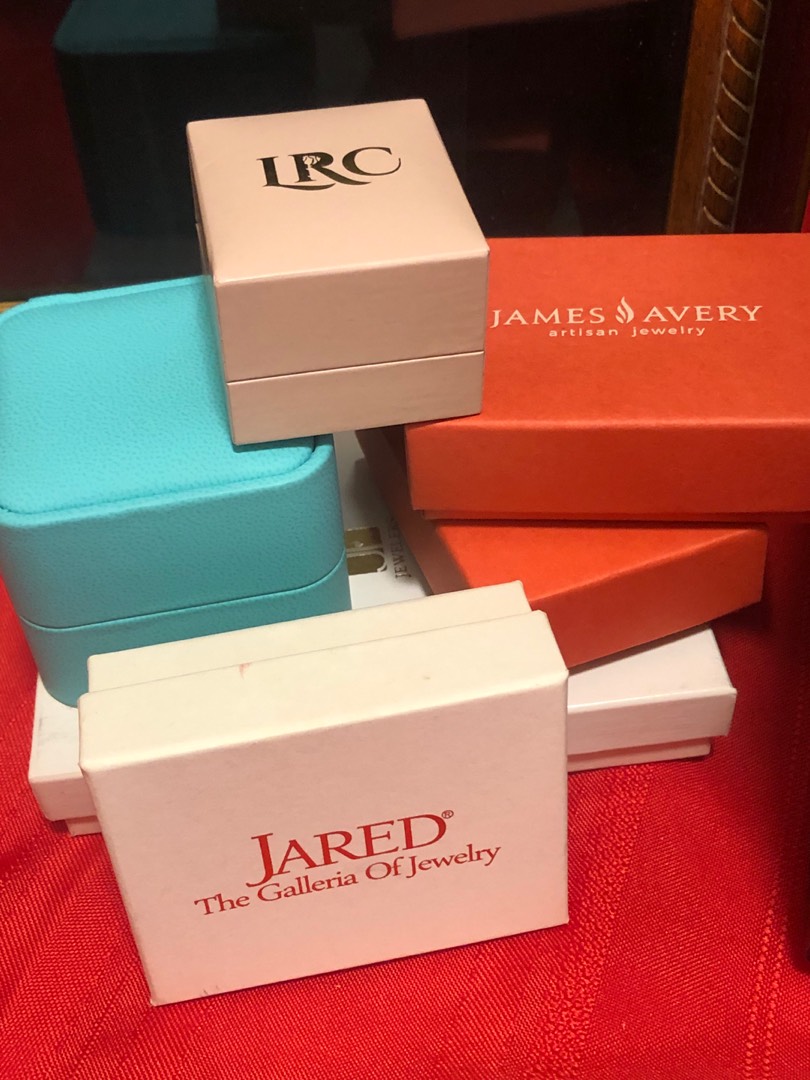 LRC
JAMES AVERY
artisan jewelry
JARED®
The Galleria Of Jewelry